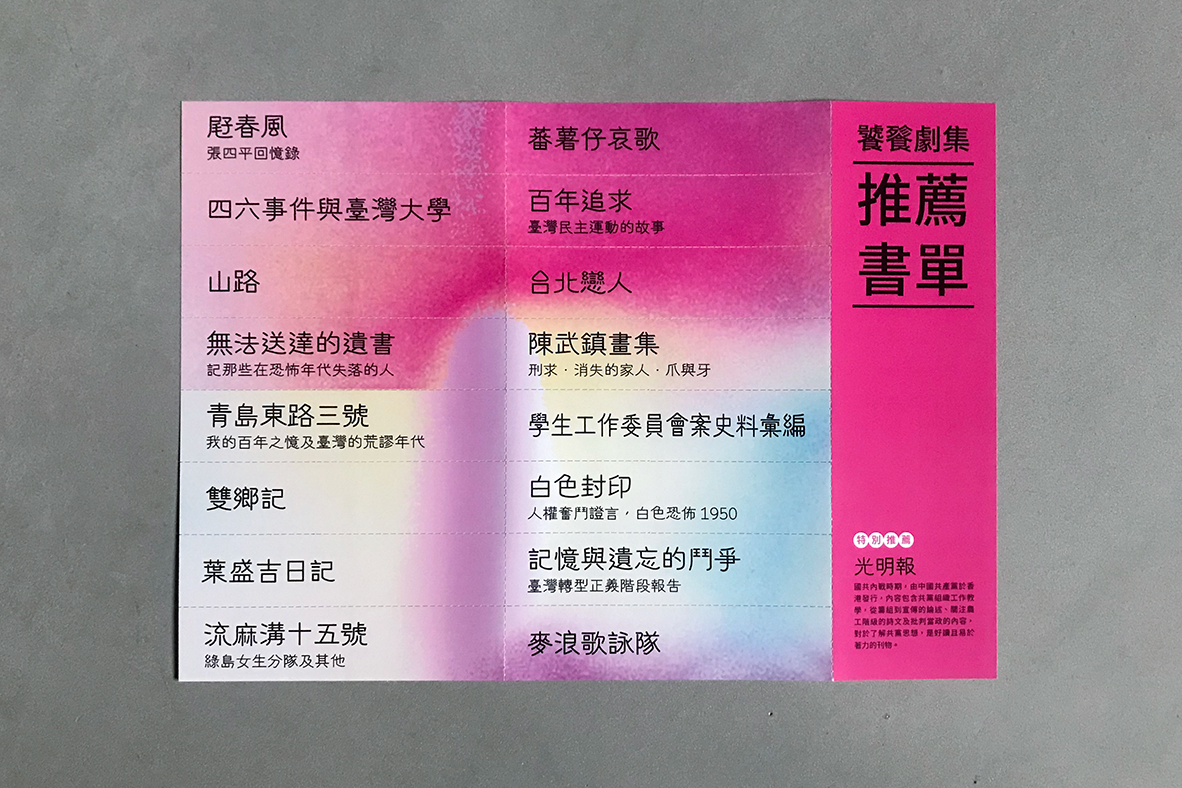 春風
張四平回憶錄
四六事件與臺灣大學
山路
無法送達的遺書
記那些在恐怖年代失落的人
青島東路三號
我的百年之憶及臺灣的荒謬年代
雙鄉記
葉盛吉日記
流麻溝十五號
綠島女生分隊及其他
蕃薯仔哀歌
百年追求
臺灣民主運動的故事
台北戀人
陳武鎮畫集
刑求．消失的家人．爪與牙
學生工作委員會案史料彙編
白色封印
人權奮鬥證言，白色恐佈 1950
記憶與遺忘的鬥爭
臺灣轉型正義階段報告
麥浪歌詠隊
饕餮劇集
推薦
書單
特別推薦
光明報
國共內戰時期，由中國共產黨於香
港發行，內容包含共黨組織工作教
學，從籌組到宣傳的論述、關注農
工階級的詩文及批判當政的內容，
對於了解共黨思想，是好讀且易於
著力的刊物。